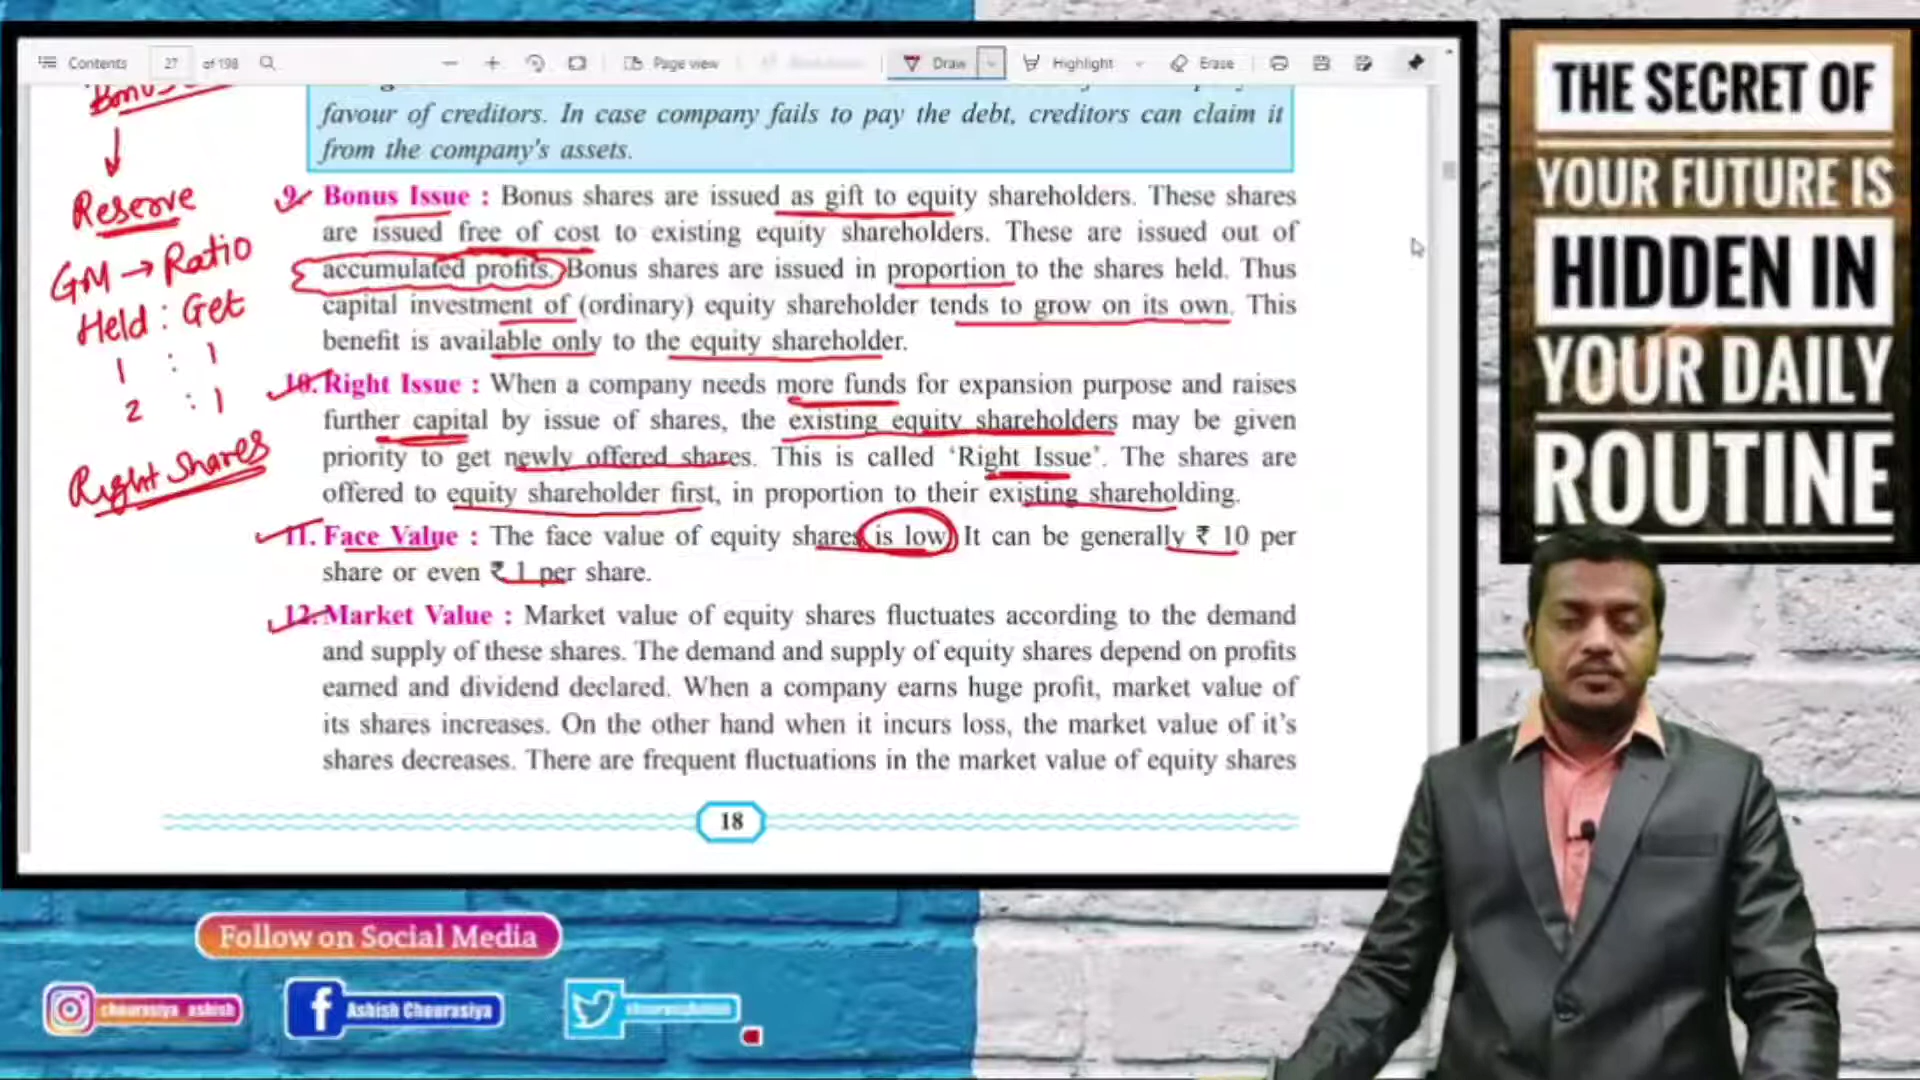 Contents 27 of 198 Page view Draw Highlight Erase
Bonus
favour of creditors. In case company fails to pay the debt, creditors can claim it
from the company's assets.
Reserve
GM → Ratio
Held : Get
1 : 1
2 : 1
Right Shares
9. Bonus Issue : Bonus shares are issued as gift to equity shareholders. These shares
are issued free of cost to existing equity shareholders. These are issued out of
accumulated profits. Bonus shares are issued in proportion to the shares held. Thus
capital investment of (ordinary) equity shareholder tends to grow on its own. This
benefit is available only to the equity shareholder.
10. Right Issue : When a company needs more funds for expansion purpose and raises
further capital by issue of shares, the existing equity shareholders may be given
priority to get newly offered shares. This is called ‘Right Issue’. The shares are
offered to equity shareholder first, in proportion to their existing shareholding.
11. Face Value : The face value of equity shares is low. It can be generally ₹ 10 per
share or even ₹ 1 per share.
12. Market Value : Market value of equity shares fluctuates according to the demand
and supply of these shares. The demand and supply of equity shares depend on profits
earned and dividend declared. When a company earns huge profit, market value of
its shares increases. On the other hand when it incurs loss, the market value of it’s
shares decreases. There are frequent fluctuations in the market value of equity shares
18
THE SECRET OF
YOUR FUTURE IS
HIDDEN IN
YOUR DAILY
ROUTINE
Follow on Social Media
chourasiya_ashish
Ashish Chourasiya